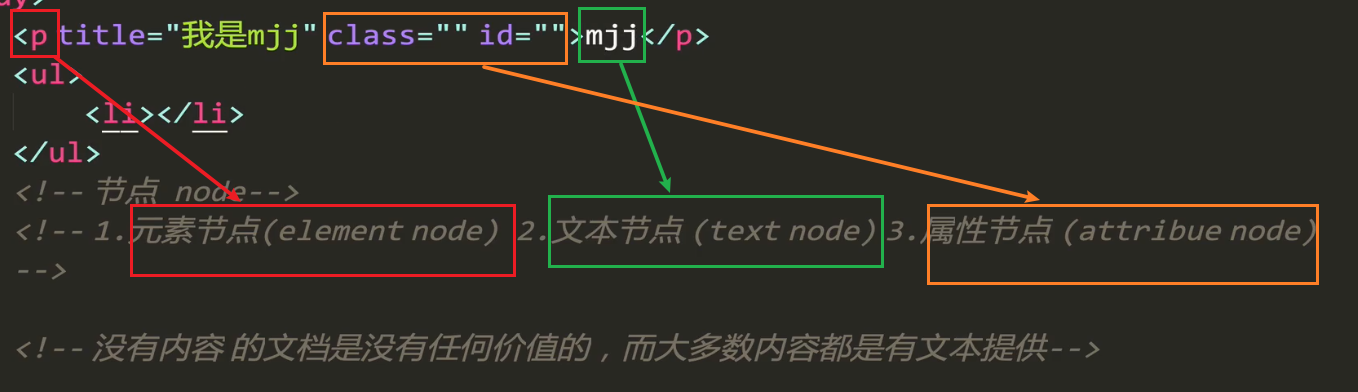 <p title="我是mjj" class="" id="">mjj</p>
<ul>
<li></li>
</ul>
<!-- 节点 node-->
<!-- 1.元素节点(element node) 2.文本节点 (text node) 3.属性节点 (attribue node)
-->
<!-- 没有内容 的文档是没有任何价值的，而大多数内容都是有文本提供-->